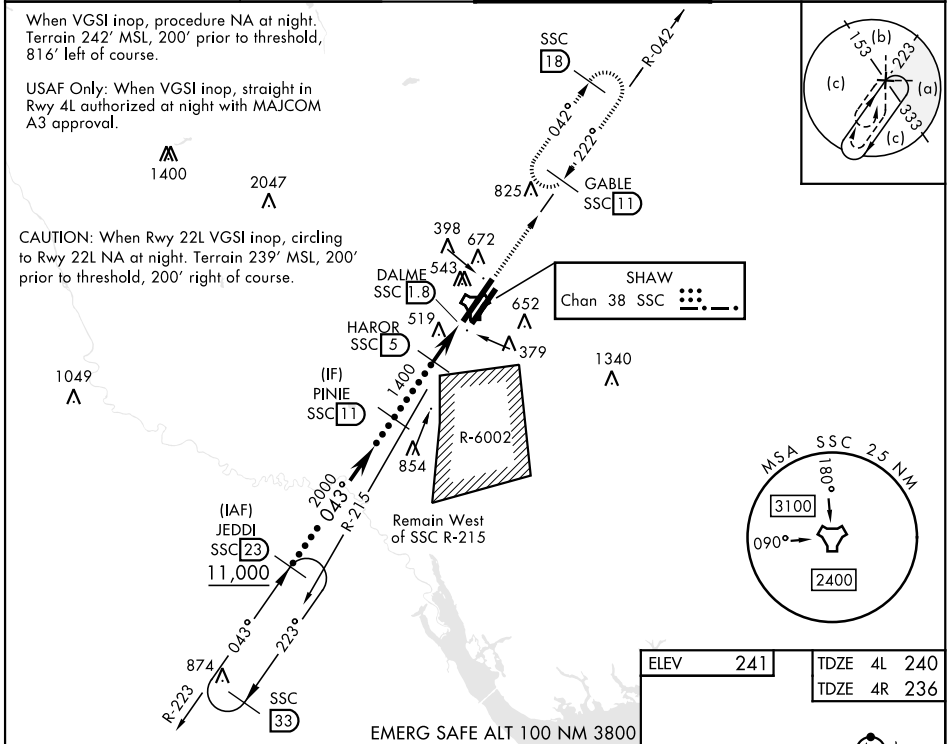 When VGSI inop, procedure NA at night.
Terrain 242' MSL, 200' prior to threshold,
816' left of course.
USAF Only: When VGSI inop, straight in
Rwy 4L authorized at night with MAJCOM
A3 approval.
1400
2047
CAUTION: When Rwy 22L VGSI inop, circling
to Rwy 22L NA at night. Terrain 239' MSL, 200'
prior to threshold, 200' right of course.
SSC
18
R-042
042°
222°
825
GABLE
SSC 11
153
(b)
223
(c)
(a)
333
(c)
398
672
543
DALME
SSC 1.8
SHAW
Chan 38 SSC
652
519
HAROR
SSC 5
379
1340
1049
(IF)
PINIE
SSC 11
1400
R-6002
854
2000
043°
R-215
Remain West
of SSC R-215
(IAF)
JEDDI
SSC 23
11,000
043°
223°
874
R-223
SSC
33
MSA SSC 25 NM
180°
3100
090°
2400
EMERG SAFE ALT 100 NM 3800
ELEV 241
TDZE 4L 240
TDZE 4R 236